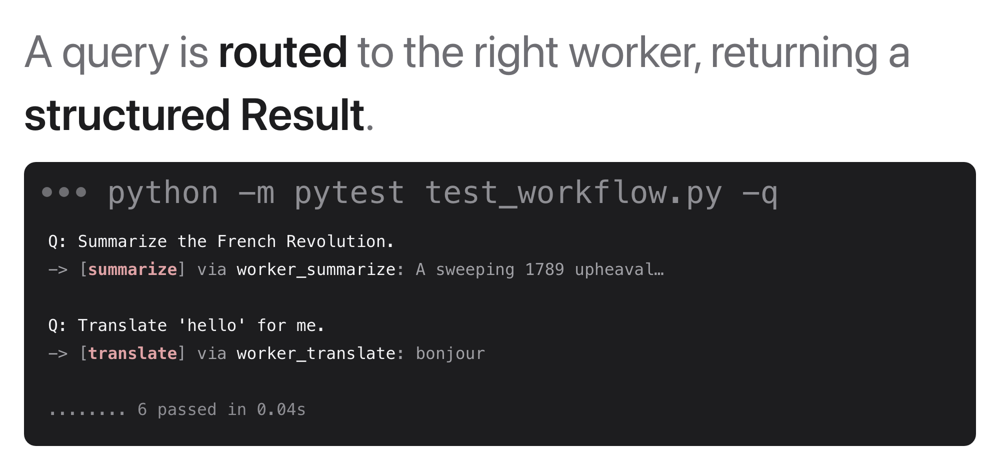 A query is routed to the right worker, returning a
structured Result.
python -m pytest test_workflow.py -q
Q: Summarize the French Revolution.
-> [summarize] via worker_summarize: A sweeping 1789 upheaval…
Q: Translate 'hello' for me.
-> [translate] via worker_translate: bonjour
........ 6 passed in 0.04s